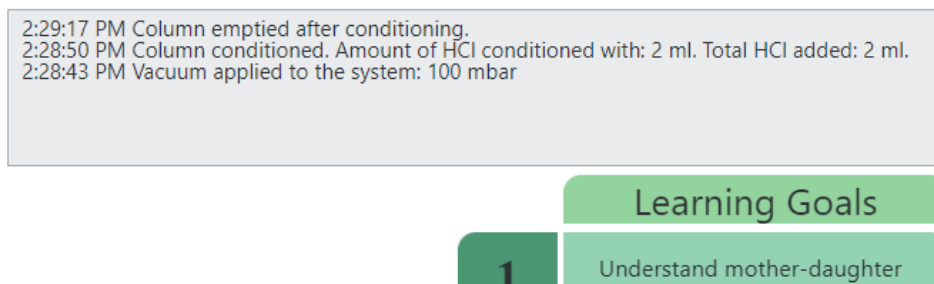 2:29:17 PM Column emptied after conditioning.
2:28:50 PM Column conditioned. Amount of HCl conditioned with: 2 ml. Total HCl added: 2 ml.
2:28:43 PM Vacuum applied to the system: 100 mbar
Learning Goals
1
Understand mother-daughter